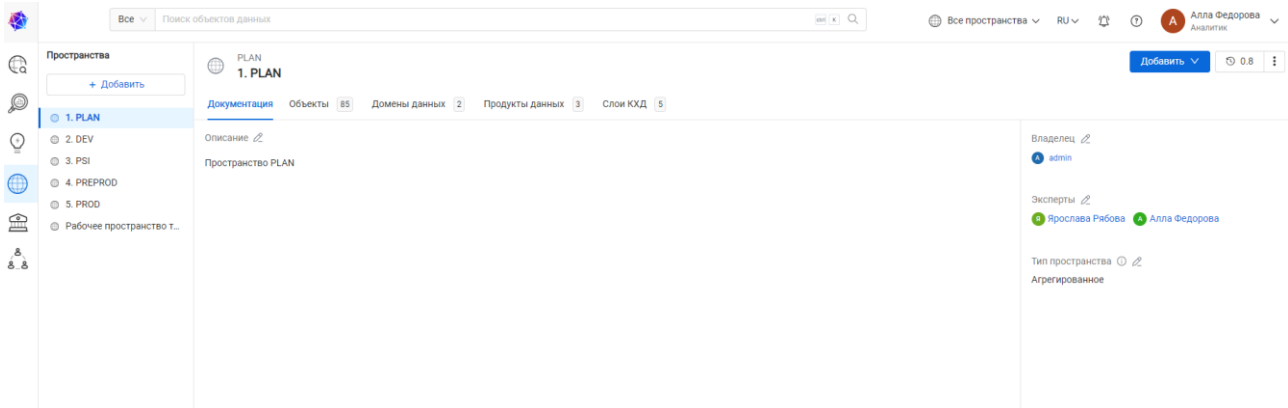 Все
Поиск объектов данных
ctrl K
Все пространства
RU
А
Алла Федорова
Аналитик
Пространства
+ Добавить
1. PLAN
2. DEV
3. PSI
4. PREPROD
5. PROD
Рабочее пространство т...
PLAN
1. PLAN
Добавить
0.8
Документация
Объекты 85
Домены данных 2
Продукты данных 3
Слои КХД 5
Описание
Пространство PLAN
Владелец
A admin
Эксперты
Я Ярослава Рябова А Алла Федорова
Тип пространства
Агрегированное